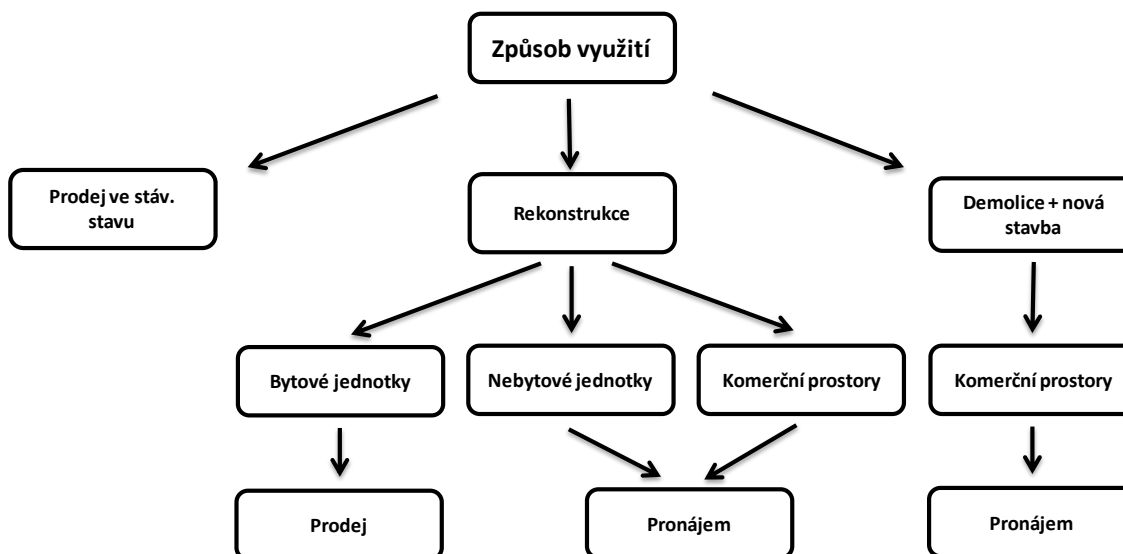 Způsob využití
Prodej ve stáv.
stavu
Rekonstrukce
Demolice + nová
stavba
Bytové jednotky
Nebytové jednotky
Komerční prostory
Komerční prostory
Prodej
Pronájem
Pronájem